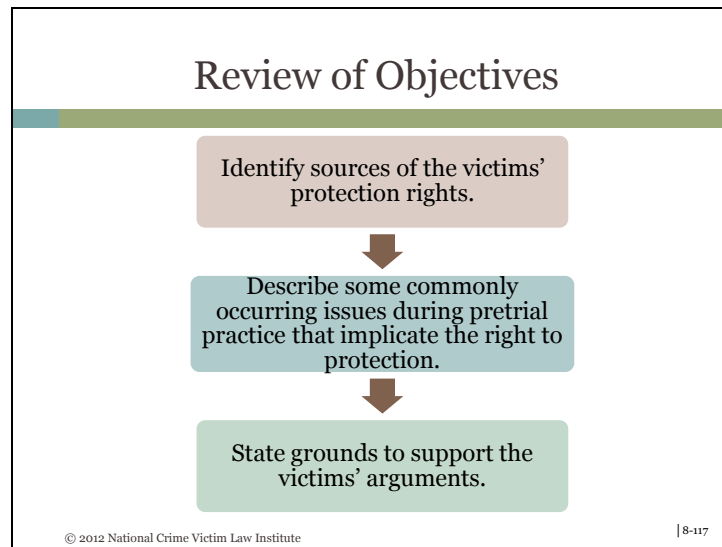 Review of Objectives
Identify sources of the victims’
protection rights.
Describe some commonly
occurring issues during pretrial
practice that implicate the right to
protection.
State grounds to support the
victims’ arguments.
© 2012 National Crime Victim Law Institute
|8-117